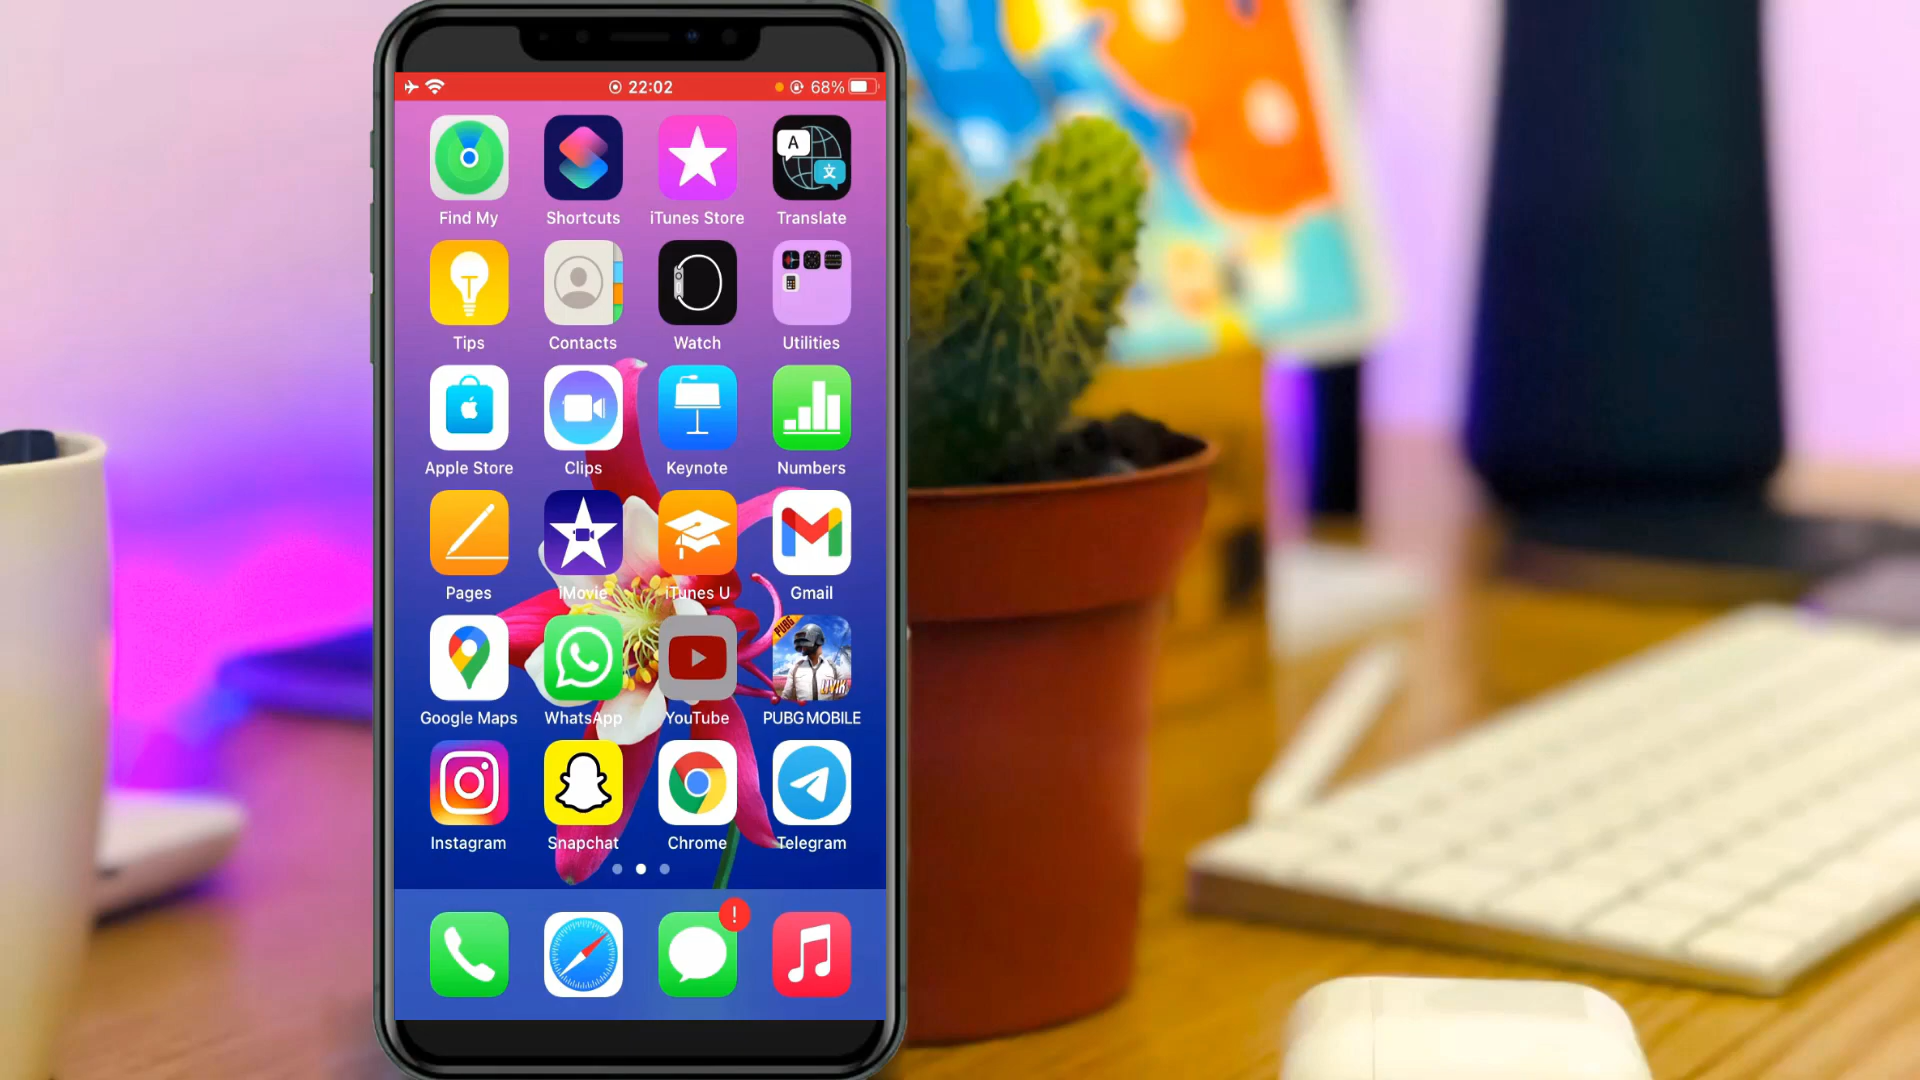 22:02 68%
A
文
Find My Shortcuts iTunes Store Translate
Tips Contacts Watch Utilities
Apple Store Clips Keynote Numbers
Pages iMovie iTunes U Gmail
PUBG
LIVIK
Google Maps WhatsApp YouTube PUBG MOBILE
Instagram Snapchat Chrome Telegram
!